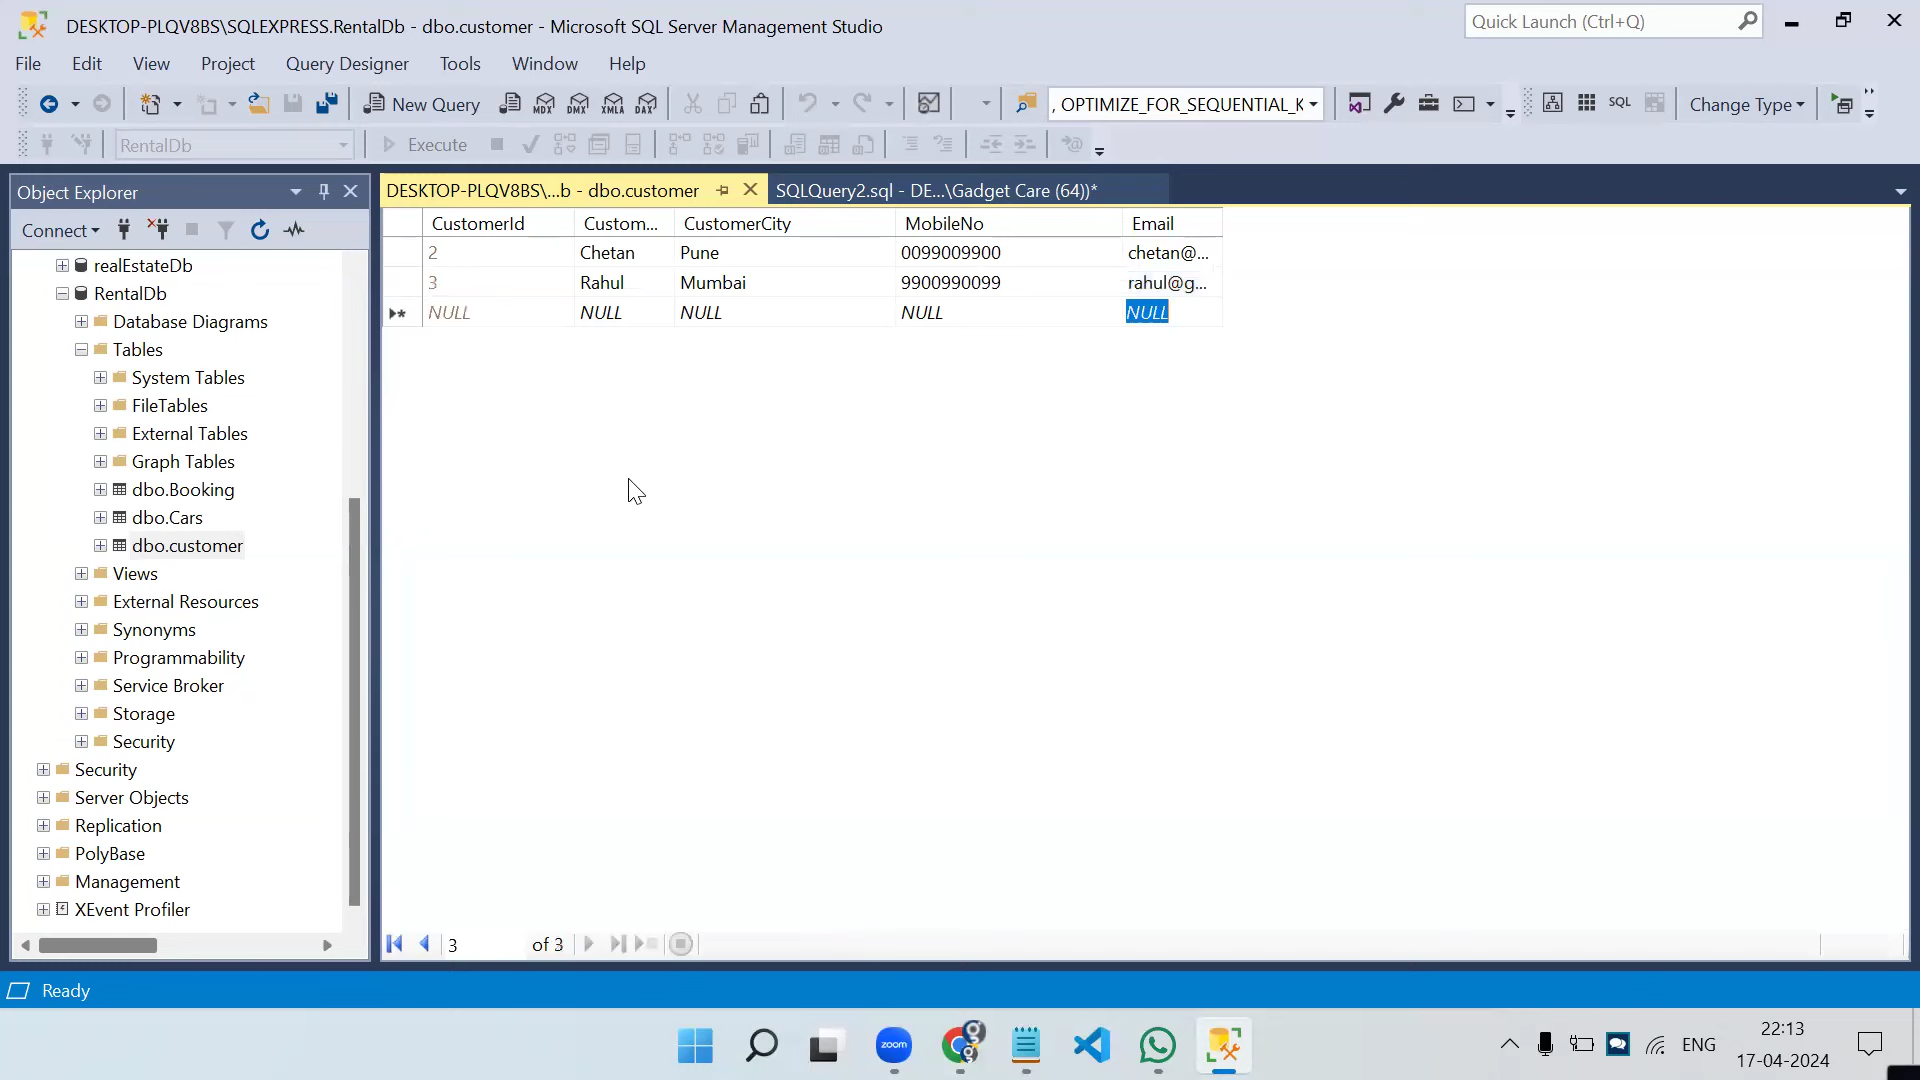 DESKTOP-PLQV8BS\SQLEXPRESS.RentalDb - dbo.customer - Microsoft SQL Server Management Studio
Quick Launch (Ctrl+Q)
File Edit View Project Query Designer Tools Window Help
New Query MDX DMX XMLA DAX , OPTIMIZE_FOR_SEQUENTIAL_K SQL Change Type
RentalDb Execute
Object Explorer
DESKTOP-PLQV8BS\...b - dbo.customer SQLQuery2.sql - DE...\Gadget Care (64))*
Connect
CustomerId Custom... CustomerCity MobileNo Email
2 Chetan Pune 0099009900 chetan@...
3 Rahul Mumbai 9900990099 rahul@g...
NULL NULL NULL NULL NULL
realEstateDb
RentalDb
Database Diagrams
Tables
System Tables
FileTables
External Tables
Graph Tables
dbo.Booking
dbo.Cars
dbo.customer
Views
External Resources
Synonyms
Programmability
Service Broker
Storage
Security
Security
Server Objects
Replication
PolyBase
Management
XEvent Profiler
3 of 3
Ready
zoom
ENG
22:13
17-04-2024